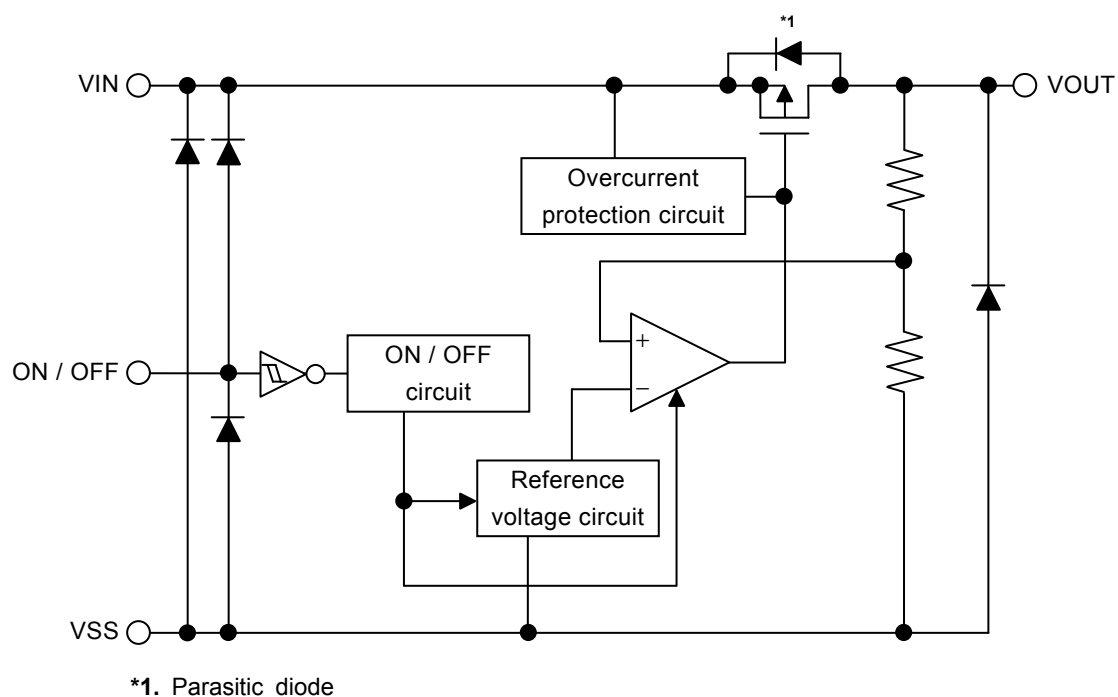 *1
VIN
VOUT
Overcurrent
protection circuit
+
−
ON / OFF
ON / OFF
circuit
Reference
voltage circuit
VSS
*1. Parasitic diode